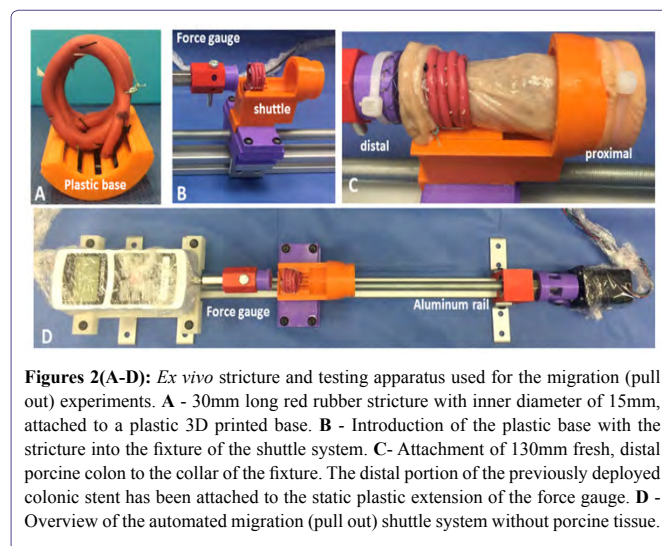 Force gauge
shuttle
Plastic base
A
B
distal
proximal
C
Force gauge
Aluminum rail
D
Figures 2(A-D): Ex vivo stricture and testing apparatus used for the migration (pull
out) experiments. A - 30mm long red rubber stricture with inner diameter of 15mm,
attached to a plastic 3D printed base. B - Introduction of the plastic base with the
stricture into the fixture of the shuttle system. C- Attachment of 130mm fresh, distal
porcine colon to the collar of the fixture. The distal portion of the previously deployed
colonic stent has been attached to the static plastic extension of the force gauge. D -
Overview of the automated migration (pull out) shuttle system without porcine tissue.